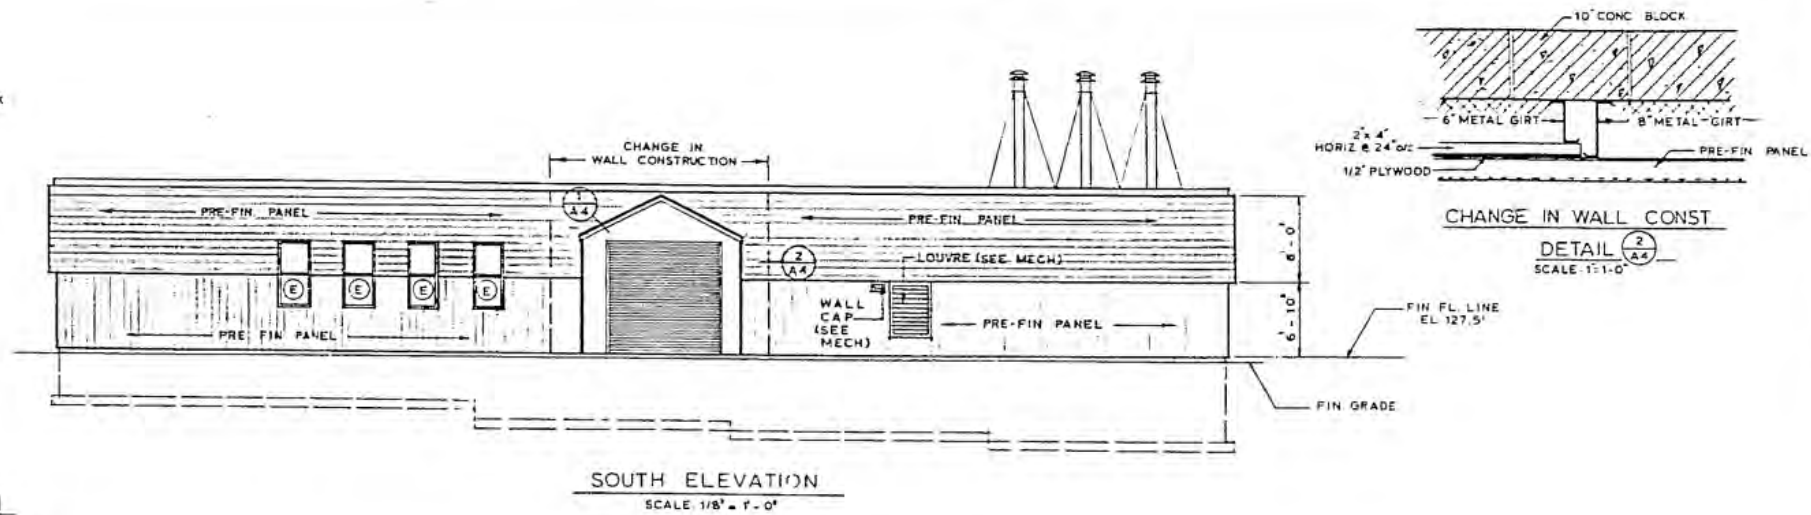 10" CONC BLOCK
6" METAL GIRT
8" METAL GIRT
2"x 4"
HORIZ @ 24" o/c
PRE-FIN PANEL
1/2" PLYWOOD
CHANGE IN WALL CONST.
DETAIL 2
A4
SCALE 1"=1'-0"
CHANGE IN
WALL CONSTRUCTION
1
A4
PRE-FIN PANEL
PRE-FIN PANEL
8'-0"
2
A4
LOUVRE (SEE MECH)
E E E E
WALL
CAP
(SEE
MECH)
PRE FIN PANEL
PRE-FIN PANEL
6'-10"
FIN FL. LINE
EL 127.5'
FIN GRADE
SOUTH ELEVATION
SCALE 1/8" = 1'-0"